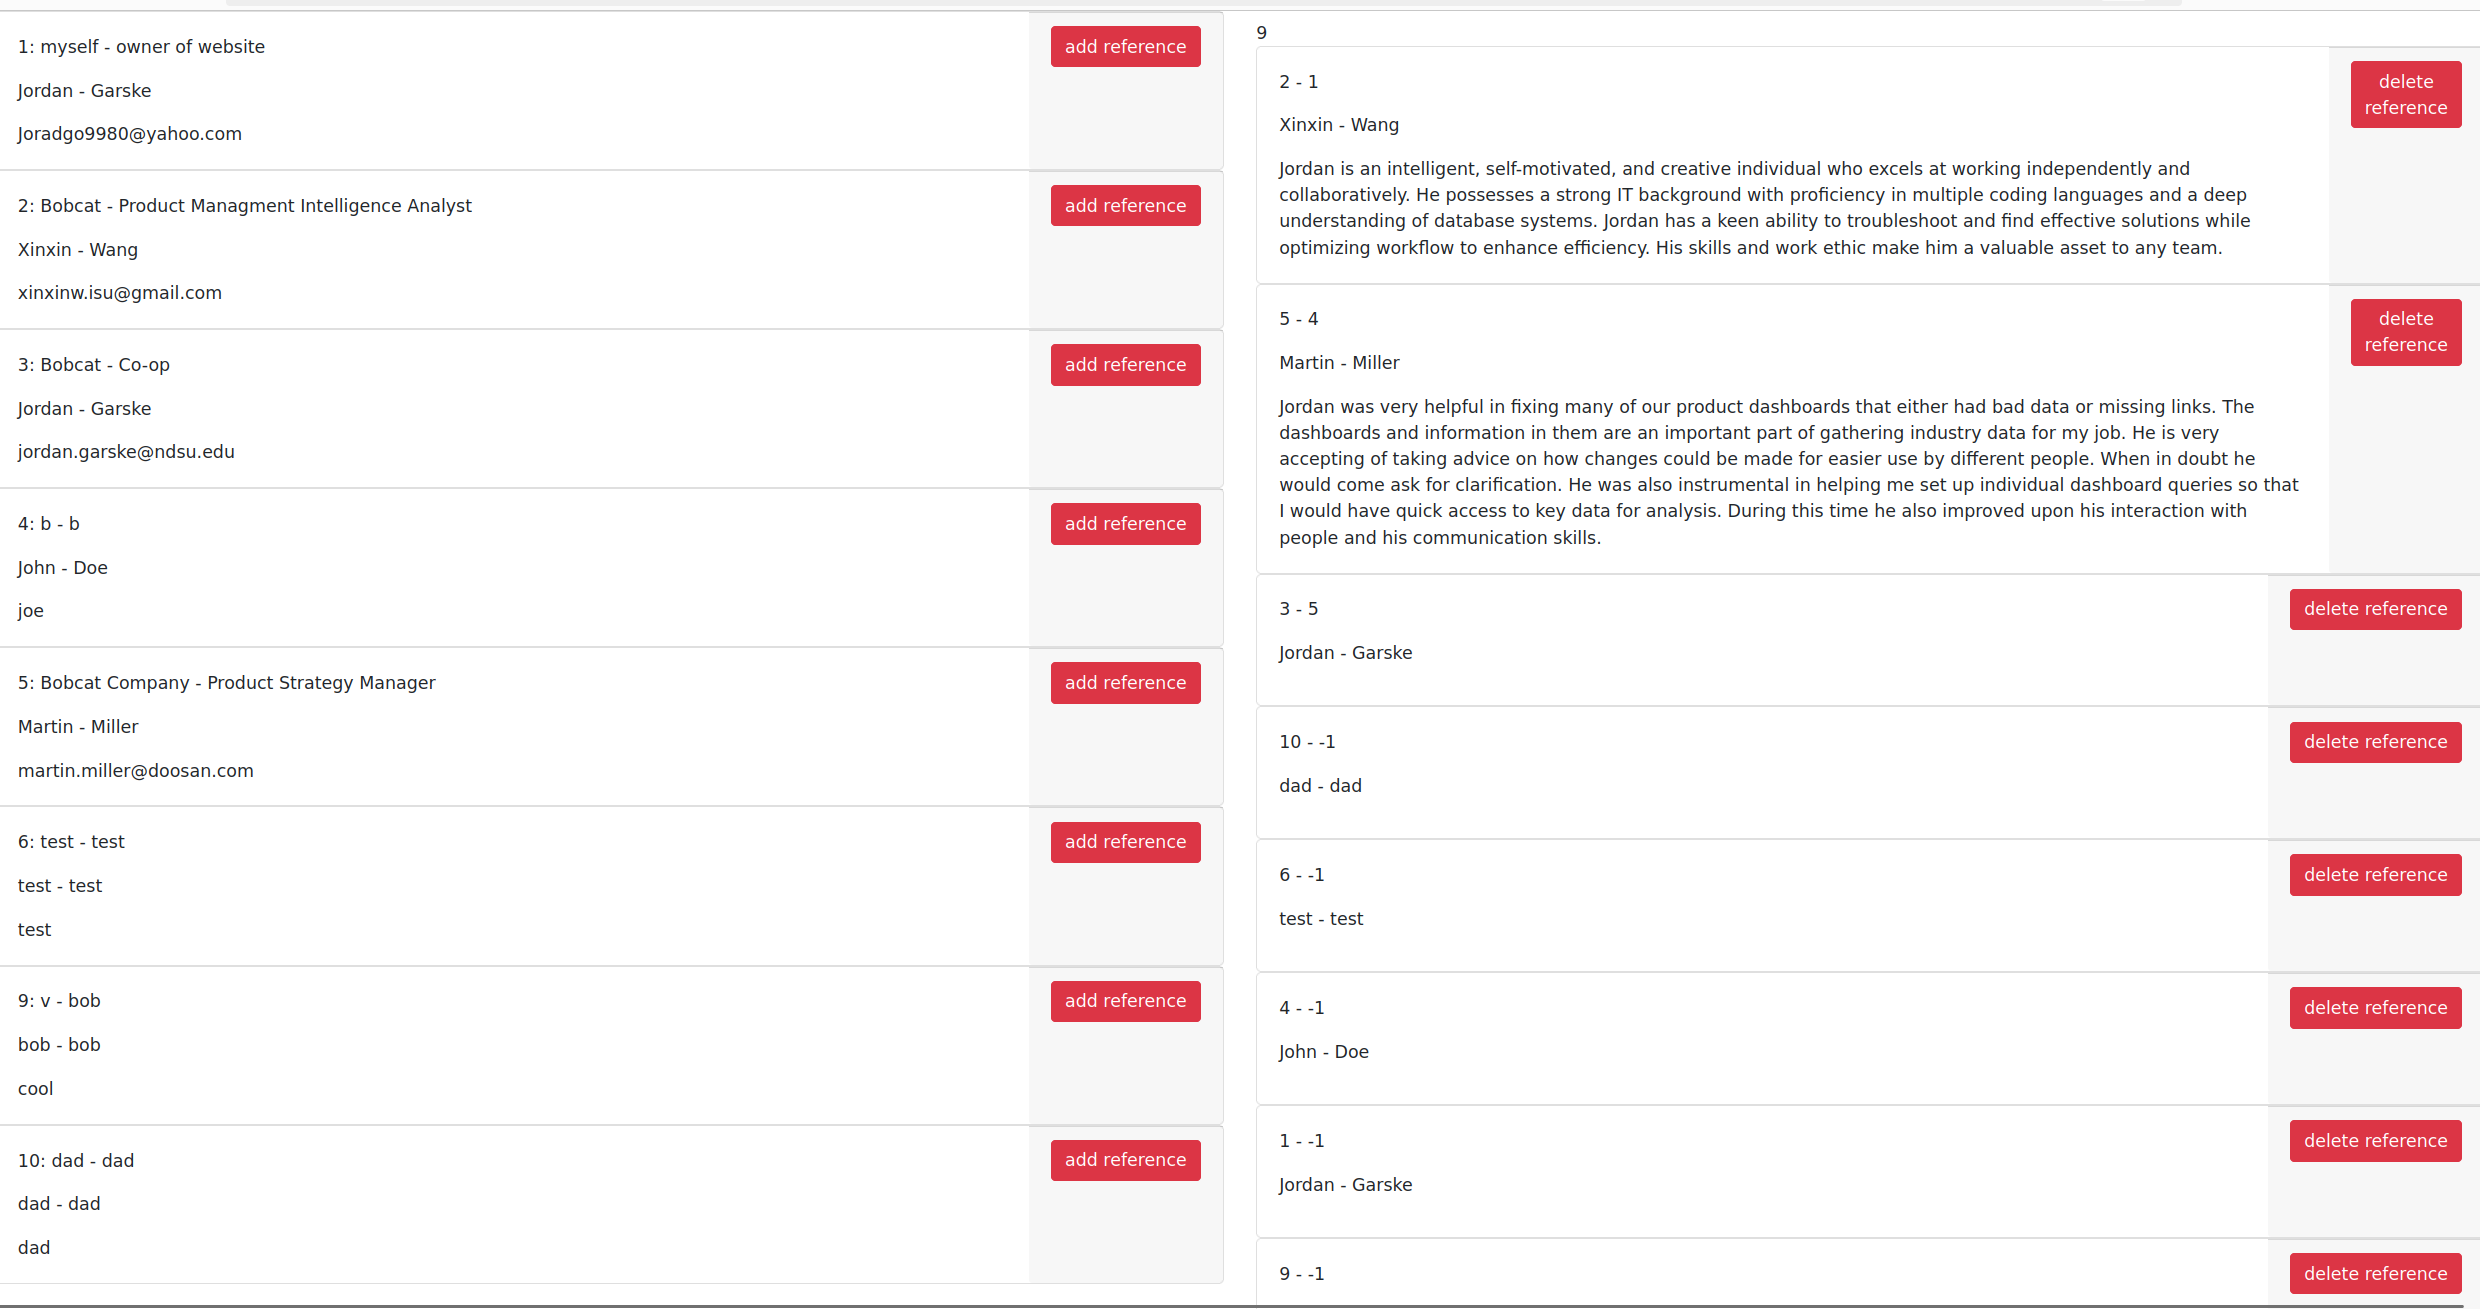 1: myself - owner of website
add reference
Jordan - Garske
Joradgo9980@yahoo.com
2: Bobcat - Product Managment Intelligence Analyst
add reference
Xinxin - Wang
xinxinw.isu@gmail.com
3: Bobcat - Co-op
add reference
Jordan - Garske
jordan.garske@ndsu.edu
4: b - b
add reference
John - Doe
joe
5: Bobcat Company - Product Strategy Manager
add reference
Martin - Miller
martin.miller@doosan.com
6: test - test
add reference
test - test
test
9: v - bob
add reference
bob - bob
cool
10: dad - dad
add reference
dad - dad
dad
9
2 - 1
delete
reference
Xinxin - Wang
Jordan is an intelligent, self-motivated, and creative individual who excels at working independently and
collaboratively. He possesses a strong IT background with proficiency in multiple coding languages and a deep
understanding of database systems. Jordan has a keen ability to troubleshoot and find effective solutions while
optimizing workflow to enhance efficiency. His skills and work ethic make him a valuable asset to any team.
5 - 4
delete
reference
Martin - Miller
Jordan was very helpful in fixing many of our product dashboards that either had bad data or missing links. The
dashboards and information in them are an important part of gathering industry data for my job. He is very
accepting of taking advice on how changes could be made for easier use by different people. When in doubt he
would come ask for clarification. He was also instrumental in helping me set up individual dashboard queries so that
I would have quick access to key data for analysis. During this time he also improved upon his interaction with
people and his communication skills.
3 - 5
delete reference
Jordan - Garske
10 - -1
delete reference
dad - dad
6 - -1
delete reference
test - test
4 - -1
delete reference
John - Doe
1 - -1
delete reference
Jordan - Garske
9 - -1
delete reference